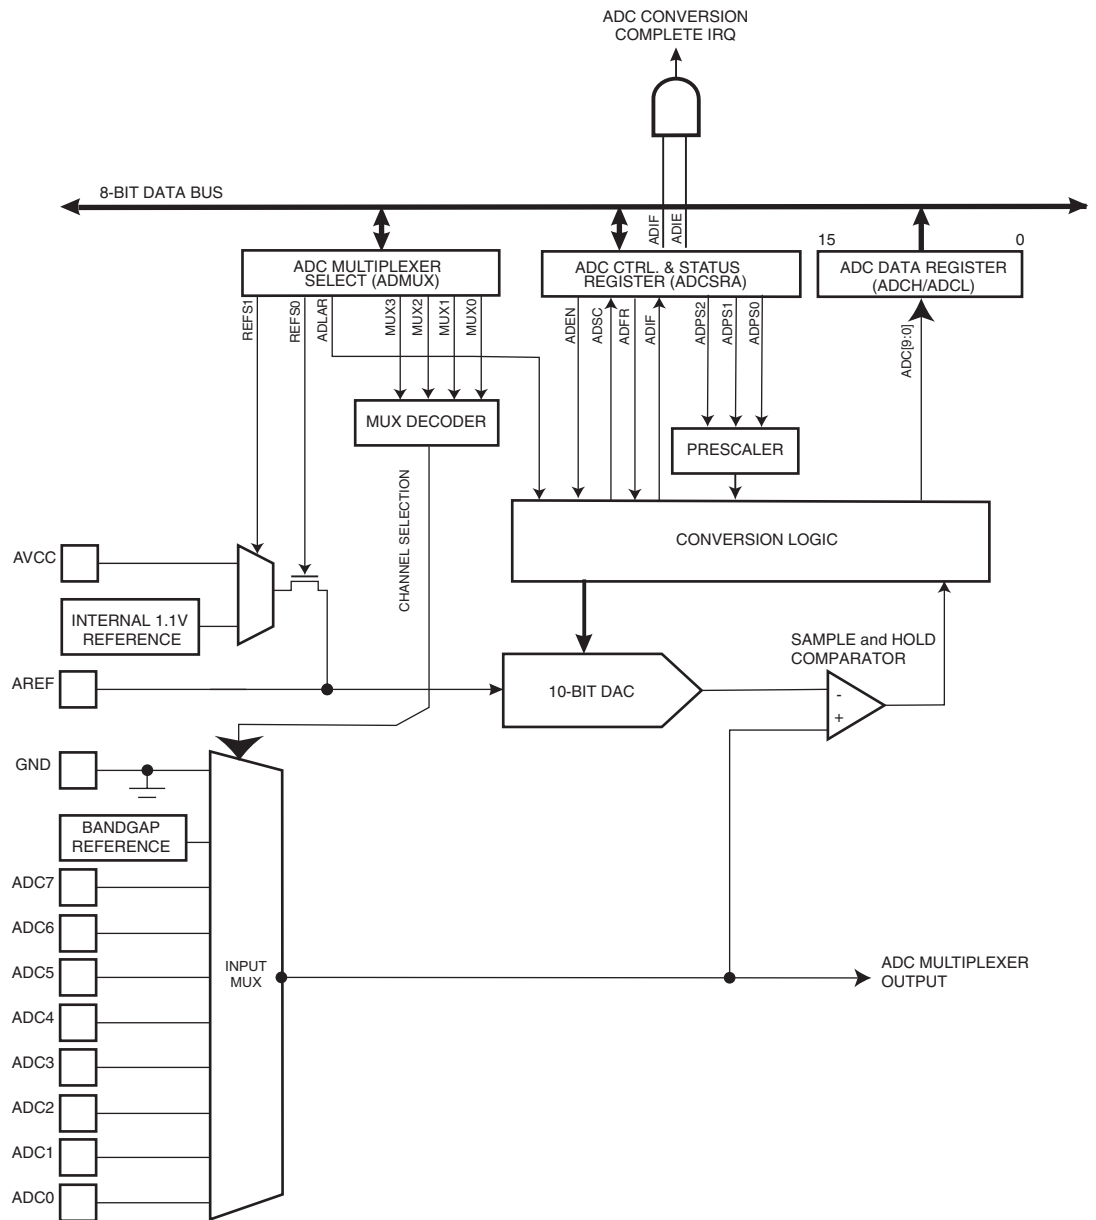 ADC CONVERSION
COMPLETE IRQ
8-BIT DATA BUS
ADIF
ADIE
15
0
ADC MULTIPLEXER
SELECT (ADMUX)
ADC CTRL. & STATUS
REGISTER (ADCSRA)
ADC DATA REGISTER
(ADCH/ADCL)
REFS1
REFS0
ADLAR
MUX3
MUX2
MUX1
MUX0
ADEN
ADSC
ADFR
ADIF
ADPS2
ADPS1
ADPS0
ADC[9:0]
MUX DECODER
PRESCALER
CHANNEL SELECTION
CONVERSION LOGIC
AVCC
INTERNAL 1.1V
REFERENCE
SAMPLE and HOLD
COMPARATOR
AREF
10-BIT DAC
-
+
GND
BANDGAP
REFERENCE
ADC7
ADC6
ADC5
INPUT
MUX
ADC MULTIPLEXER
OUTPUT
ADC4
ADC3
ADC2
ADC1
ADC0